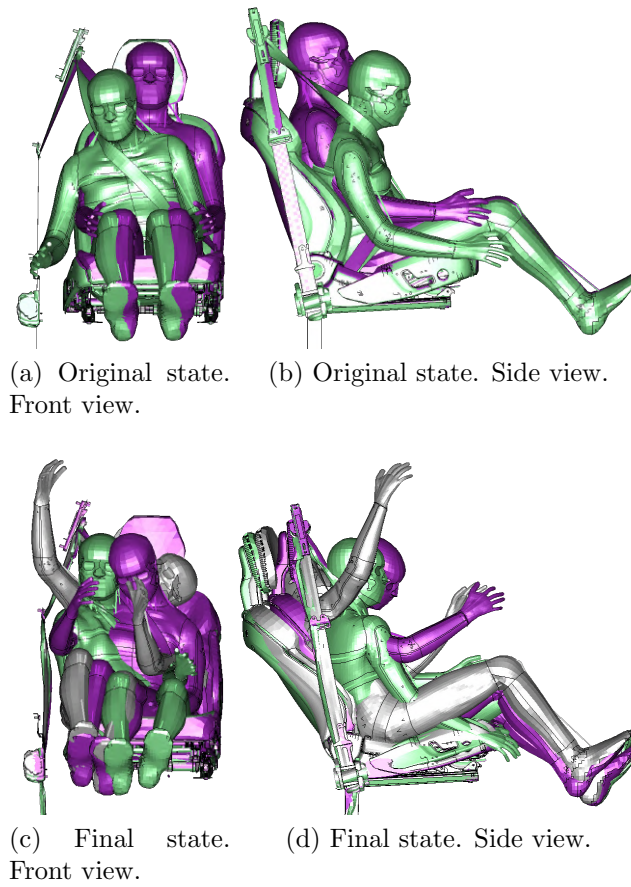 (a) Original state.
Front view.
(b) Original state. Side view.
(c) Final state.
Front view.
(d) Final state. Side view.